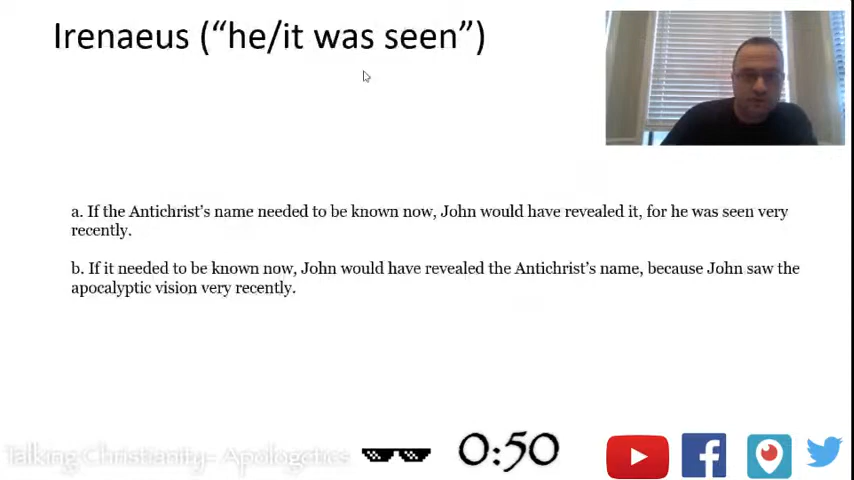 Irenaeus (“he/it was seen”)
a. If the Antichrist’s name needed to be known now, John would have revealed it, for he was seen very
recently.
b. If it needed to be known now, John would have revealed the Antichrist’s name, because John saw the
apocalyptic vision very recently.
Talking Christianity- Apologetics
0:50